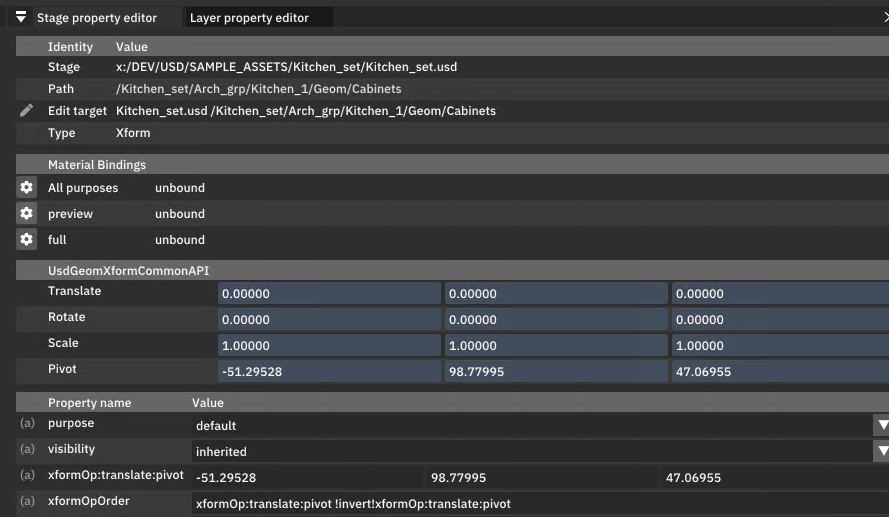 Stage property editor Layer property editor
Identity Value
Stage x:/DEV/USD/SAMPLE_ASSETS/Kitchen_set/Kitchen_set.usd
Path /Kitchen_set/Arch_grp/Kitchen_1/Geom/Cabinets
Edit target Kitchen_set.usd /Kitchen_set/Arch_grp/Kitchen_1/Geom/Cabinets
Type Xform
Material Bindings
All purposes unbound
preview unbound
full unbound
UsdGeomXformCommonAPI
Translate 0.00000 0.00000 0.00000
Rotate 0.00000 0.00000 0.00000
Scale 1.00000 1.00000 1.00000
Pivot -51.29528 98.77995 47.06955
Property name Value
(a) purpose default
(a) visibility inherited
(a) xformOp:translate:pivot -51.29528 98.77995 47.06955
(a) xformOpOrder xformOp:translate:pivot !invert!xformOp:translate:pivot